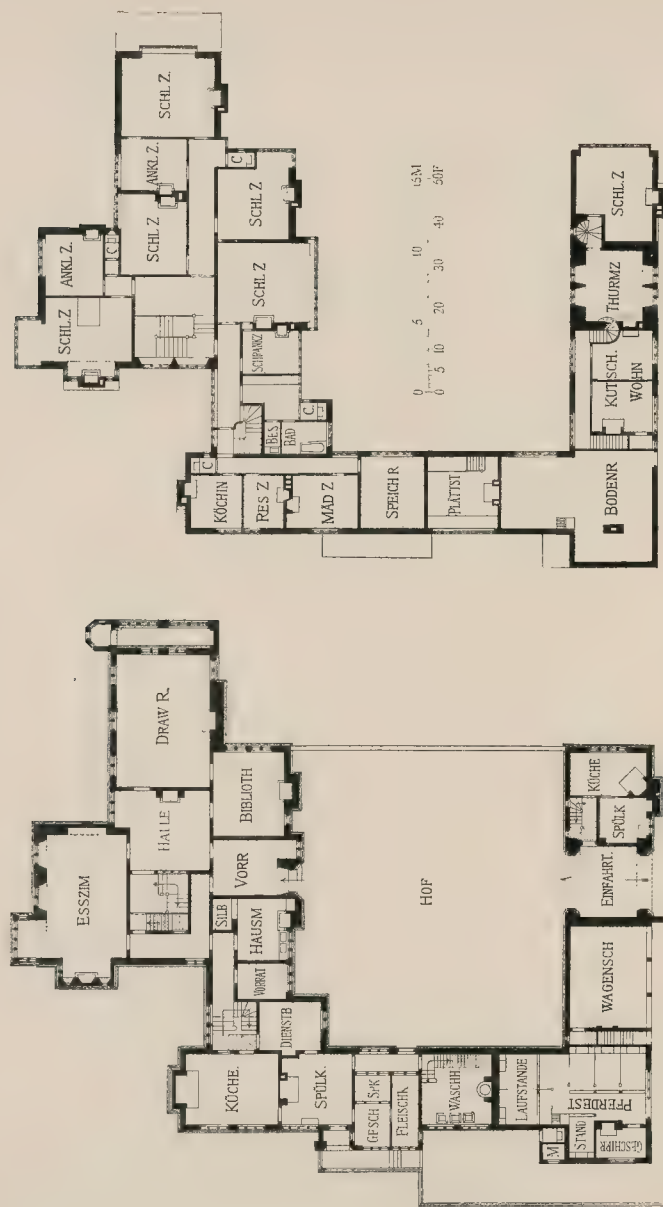 SCHL.Z
ANKL Z.
C
SCHL Z
ANKL Z.
SCHL Z.
C
SCHL Z
SCHL Z
SCHRANKZ
C.
BES
BAD
C
KÖCHIN
RES Z
MÄD Z
SPEICH R
PLÄTTST
BODENR
KUTISCH.
WOHN
THURMZ
SCHL.Z
0 5 10 15M
0 5 10 20 30 40 50F
ESSZIM
HALLE
DRAW R.
BIBLIOTH
VORR
SILB
HAUSM
VORRAT
DIENSTB
KÜCHE.
SPÜLK.
GESCH
SPK
FLEISCHK
WASCHH
HOF
LAUFSTANDE
PFERDEST
STAND
M
GESCHIRR
WAGENSCH
EINFAHRT.
SPÜLK
KÜCHE